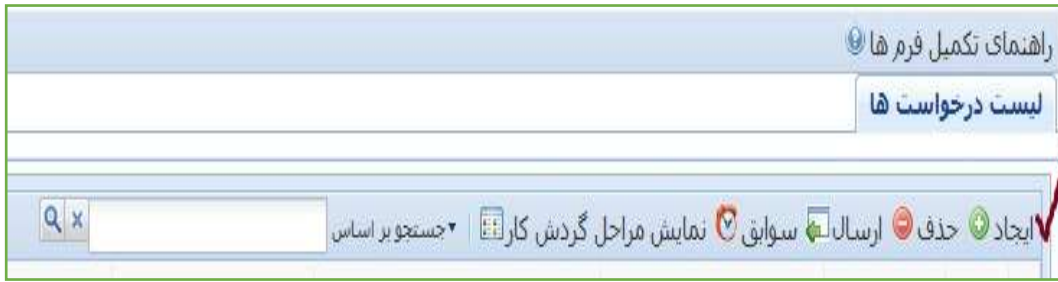 راهنمای تکمیل فرم ها
لیست درخواست ها
ایجاد حذف ارسال سوابق نمایش مراحل گردش کار جستجو بر اساس